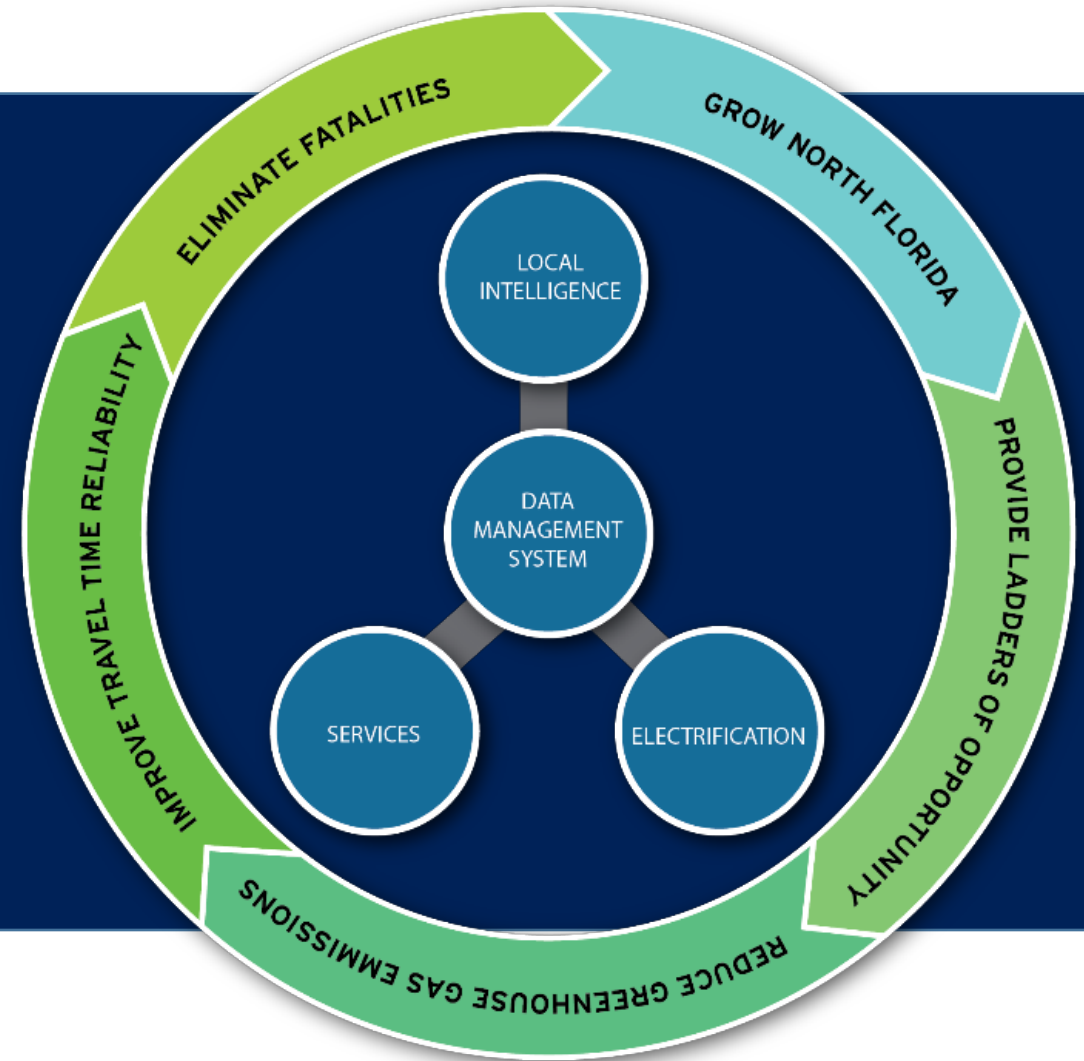 ELIMINATE FATALITIES
GROW NORTH FLORIDA
PROVIDE LADDERS OF OPPORTUNITY
REDUCE GREENHOUSE GAS EMMISSIONS
IMPROVE TRAVEL TIME RELIABILITY
LOCAL
INTELLIGENCE
DATA
MANAGEMENT
SYSTEM
SERVICES
ELECTRIFICATION